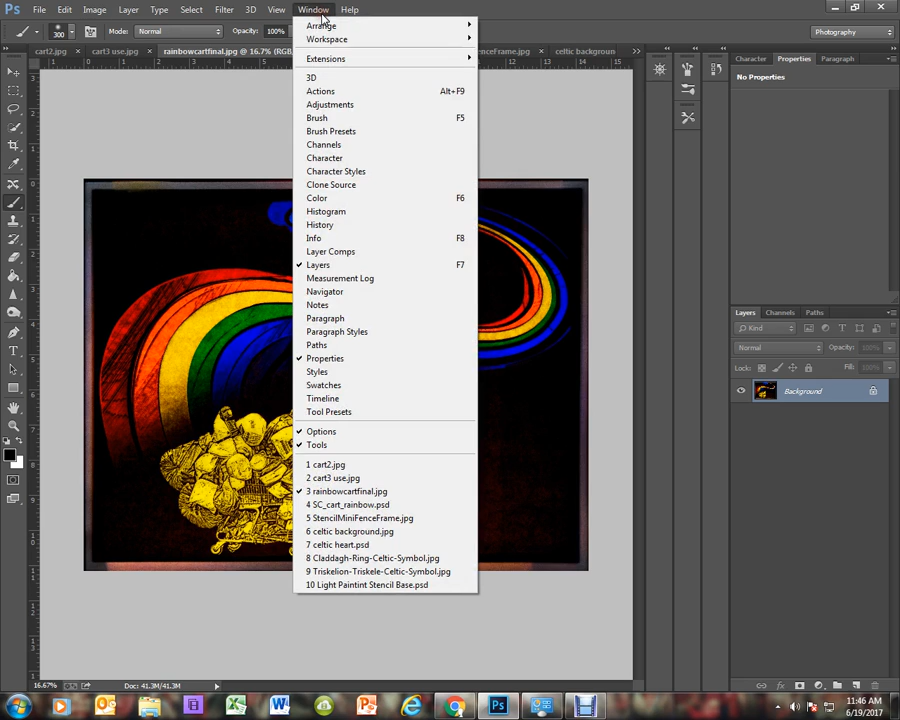 Ps File Edit Image Layer Type Select Filter 3D View Window Help
300 Mode: Normal Opacity: 100% Photography
cart2.jpg × cart3 use.jpg × rainbowcartfinal.jpg @ 16.7% (RGB/ enceFrame.jpg × celtic backgroun
Arrange
Workspace
Extensions
3D
Actions Alt+F9
Adjustments
Brush F5
Brush Presets
Channels
Character
Character Styles
Clone Source
Color F6
Histogram
History
Info F8
Layer Comps
Layers F7
Measurement Log
Navigator
Notes
Paragraph
Paragraph Styles
Paths
Properties
Styles
Swatches
Timeline
Tool Presets
Options
Tools
1 cart2.jpg
2 cart3 use.jpg
3 rainbowcartfinal.jpg
4 SC_cart_rainbow.psd
5 StencilMiniFenceFrame.jpg
6 celtic background.jpg
7 celtic heart.psd
8 Claddagh-Ring-Celtic-Symbol.jpg
9 Triskelion-Triskele-Celtic-Symbol.jpg
10 Light Paintint Stencil Base.psd
Character Properties Paragraph
No Properties
Layers Channels Paths
Kind
Normal Opacity: 100%
Lock: Fill: 100%
Background
16.67% Doc: 41.3M/41.3M
11:46 AM
6/19/2017